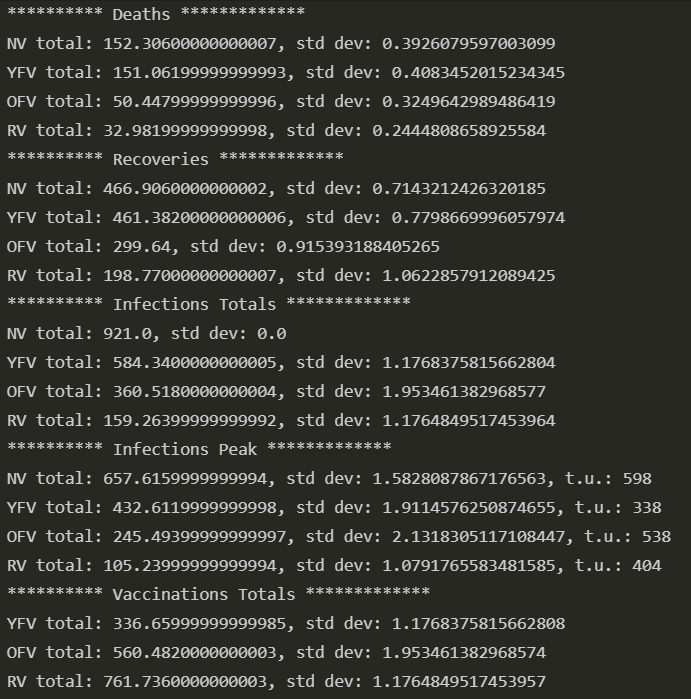 ********** Deaths *************
NV total: 152.30600000000007, std dev: 0.3926079597003099
YFV total: 151.06199999999993, std dev: 0.4083452015234345
OFV total: 50.44799999999996, std dev: 0.3249642989486419
RV total: 32.98199999999998, std dev: 0.2444808658925584
********** Recoveries *************
NV total: 466.9060000000002, std dev: 0.7143212426320185
YFV total: 461.38200000000006, std dev: 0.7798669996057974
OFV total: 299.64, std dev: 0.915393188405265
RV total: 198.77000000000007, std dev: 1.0622857912089425
********** Infections Totals *************
NV total: 921.0, std dev: 0.0
YFV total: 584.3400000000005, std dev: 1.1768375815662804
OFV total: 360.5180000000004, std dev: 1.953461382968577
RV total: 159.26399999999992, std dev: 1.1764849517453964
********** Infections Peak *************
NV total: 657.6159999999994, std dev: 1.5828087867176563, t.u.: 598
YFV total: 432.6119999999998, std dev: 1.9114576250874655, t.u.: 338
OFV total: 245.49399999999997, std dev: 2.1318305117108447, t.u.: 538
RV total: 105.23999999999994, std dev: 1.0791765583481585, t.u.: 404
********** Vaccinations Totals *************
YFV total: 336.65999999999985, std dev: 1.1768375815662808
OFV total: 560.4820000000003, std dev: 1.9534613829685​74
RV total: 761.7360000000003, std dev: 1.1764849517453957